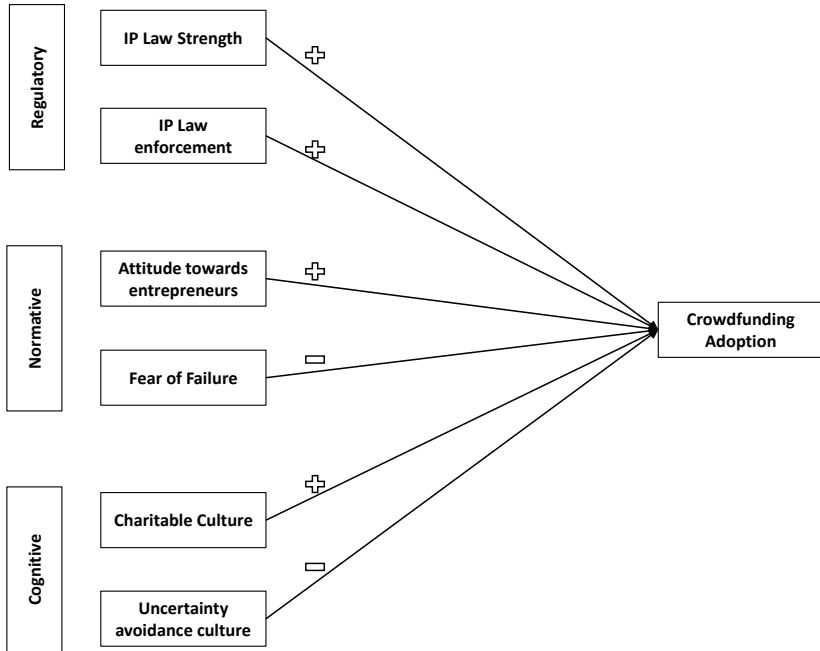 Regulatory
IP Law Strength
IP Law
enforcement
Normative
Attitude towards
entrepreneurs
Fear of Failure
Cognitive
Charitable Culture
Uncertainty
avoidance culture
Crowdfunding
Adoption